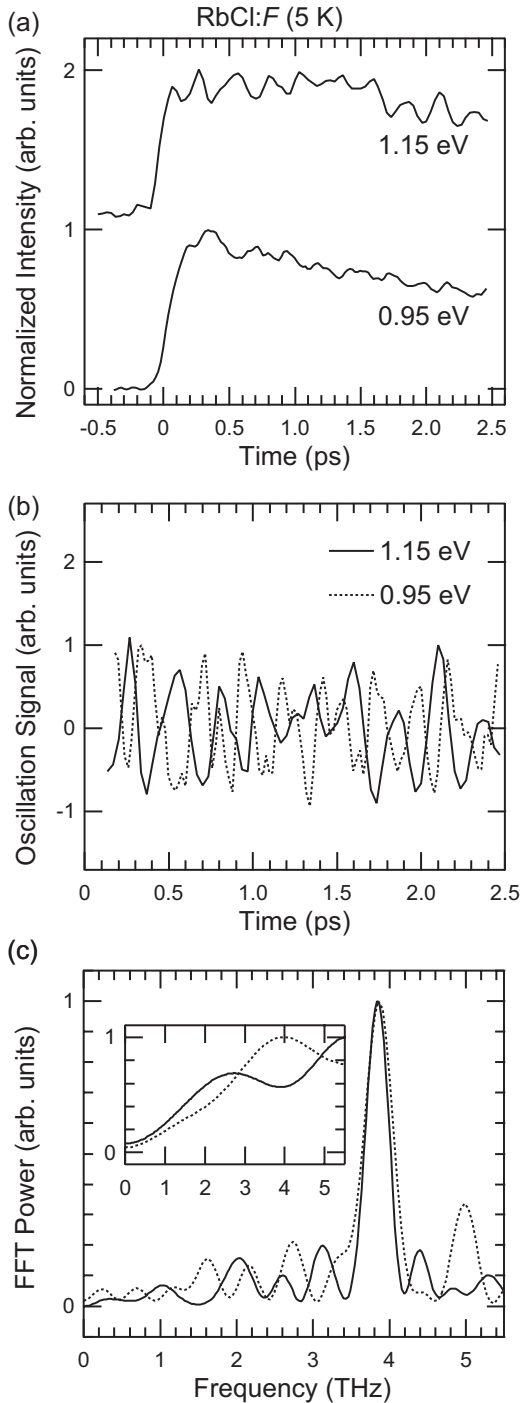 (a)
RbCl:F (5 K)
Normalized Intensity (arb. units)
2
1
0
1.15 eV
0.95 eV
-0.5 0 0.5 1.0 1.5 2.0 2.5
Time (ps)
(b)
Oscillation Signal (arb. units)
2
1
0
-1
1.15 eV
0.95 eV
0 0.5 1.0 1.5 2.0 2.5
Time (ps)
(c)
FFT Power (arb. units)
1
0
1
0
0 1 2 3 4 5
0 1 2 3 4 5
Frequency (THz)